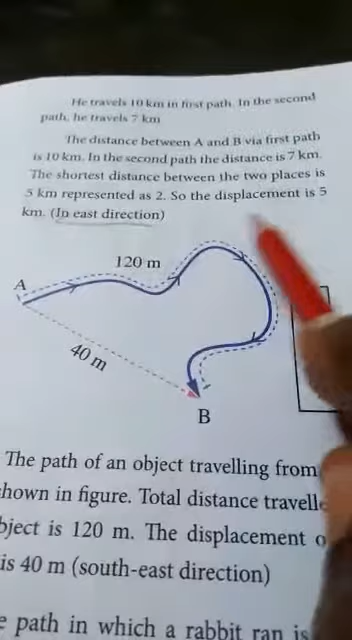 He travels 10 km in first path. In the second
path, he travels 7 km
The distance between A and B via first path
is 10 km. In the second path the distance is 7 km.
The shortest distance between the two places is
5 km represented as 2. So the displacement is 5
km. (In east direction)
120 m
A
40 m
B
The path of an object travelling from
hown in figure. Total distance travell
bject is 120 m. The displacement o
is 40 m (south-east direction)
e path in which a rabbit ran is